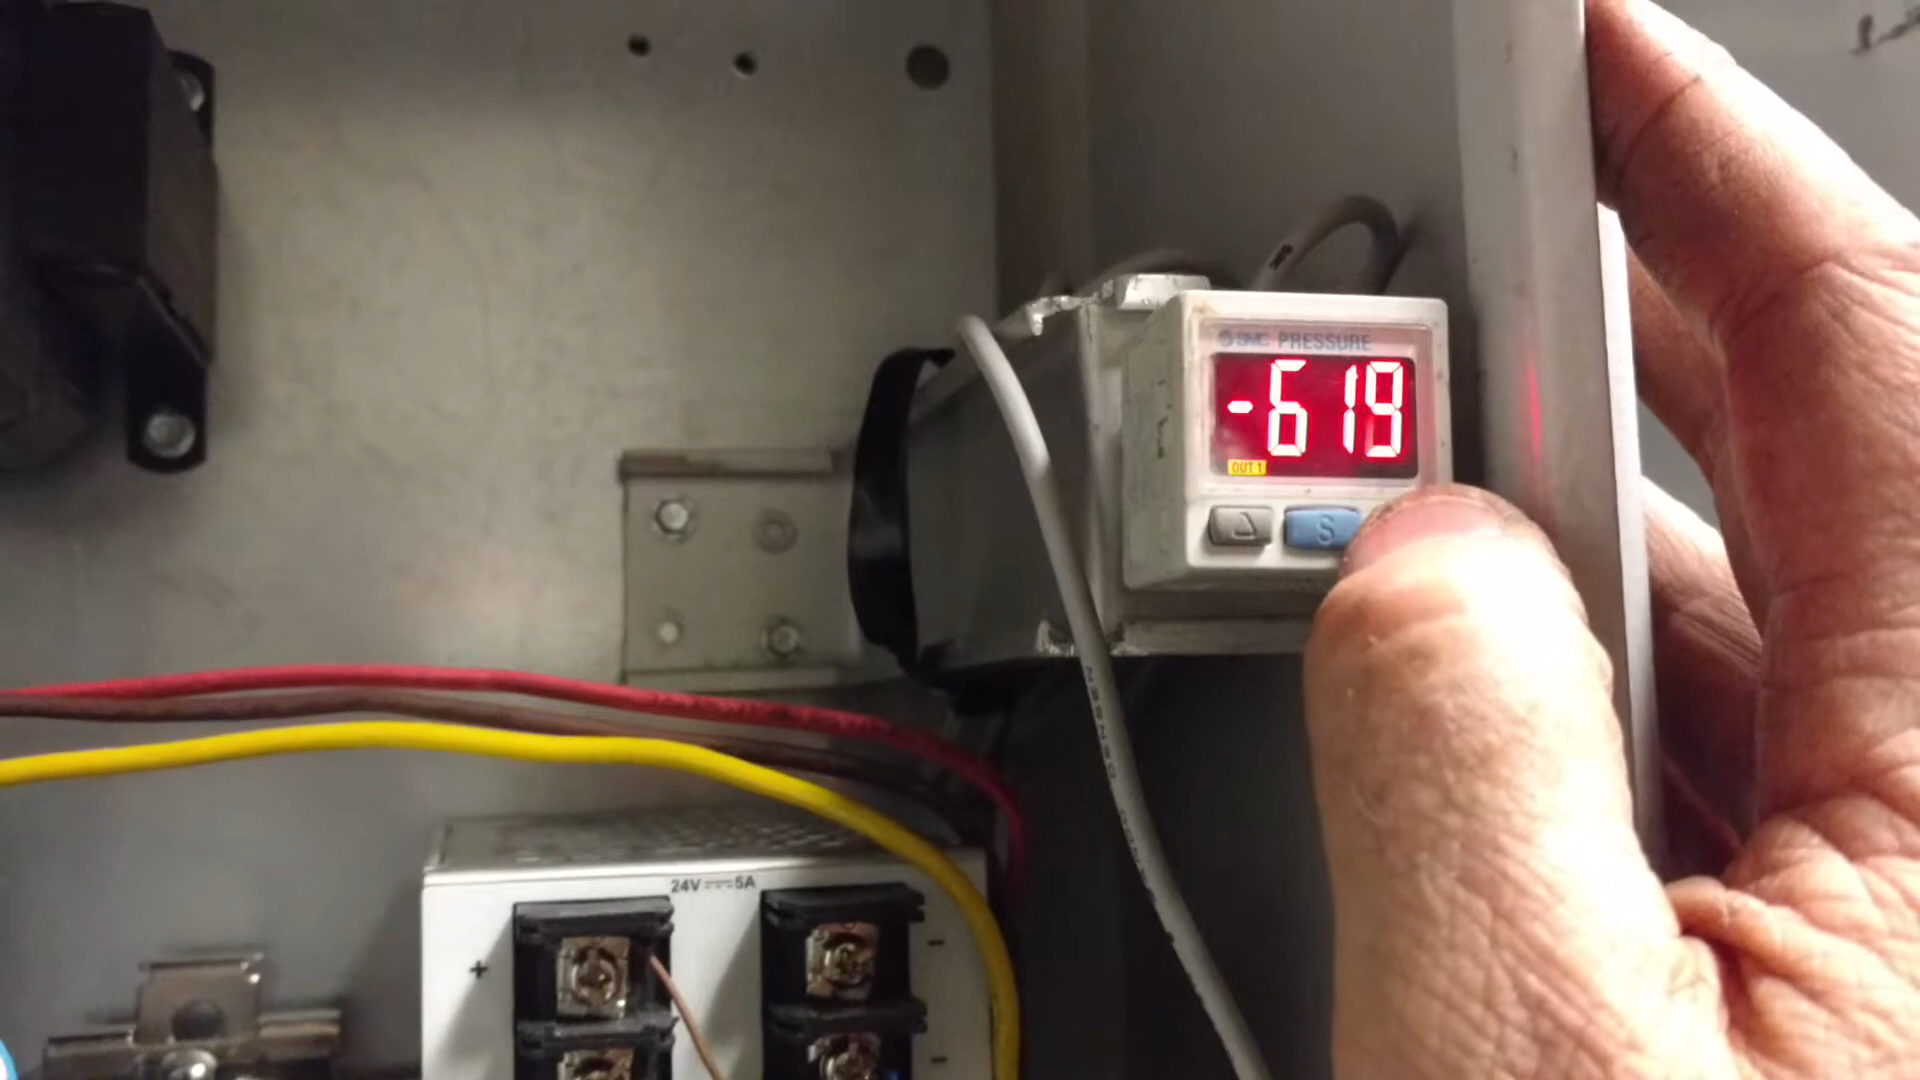 SMC PRESSURE
-619
OUT 1
S
24V 5A
+
-
-